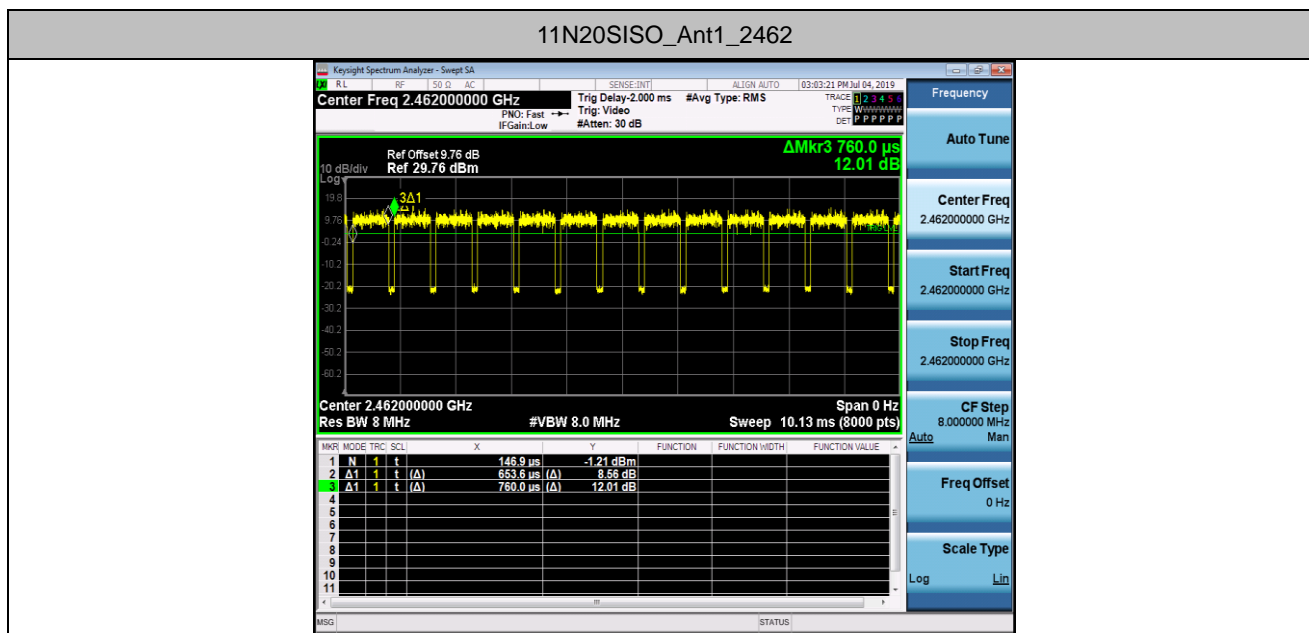 11N20SISO_Ant1_2462
Keysight Spectrum Analyzer - Swept SA
RL RF 50 Ω AC SENSE:INT ALIGN AUTO 03:03:21 PM Jul 04, 2019
Center Freq 2.462000000 GHz
PNO: Fast
IFGain:Low
Trig Delay-2.000 ms
Trig: Video
#Atten: 30 dB
#Avg Type: RMS
TRACE 1 2 3 4 5 6
TYPE
DET P P P P P P
Frequency
ΔMkr3 760.0 µs
12.01 dB
Ref Offset 9.76 dB
10 dB/div Ref 29.76 dBm
Log
19.8
9.76
-0.24
-10.2
-20.2
-30.2
-40.2
-50.2
-60.2
3Δ1
Center 2.462000000 GHz Span 0 Hz
Res BW 8 MHz #VBW 8.0 MHz Sweep 10.13 ms (8000 pts)
MKR MODE TRC SCL X Y FUNCTION FUNCTION WIDTH FUNCTION VALUE
1 N 1 t 146.9 µs -1.21 dBm
2 Δ1 1 t (Δ) 653.6 µs (Δ) 8.56 dB
3 Δ1 1 t (Δ) 760.0 µs (Δ) 12.01 dB
4
5
6
7
8
9
10
11
MSG STATUS
Auto Tune
Center Freq
2.462000000 GHz
Start Freq
2.462000000 GHz
Stop Freq
2.462000000 GHz
CF Step
8.000000 MHz
Auto Man
Freq Offset
0 Hz
Scale Type
Log Lin